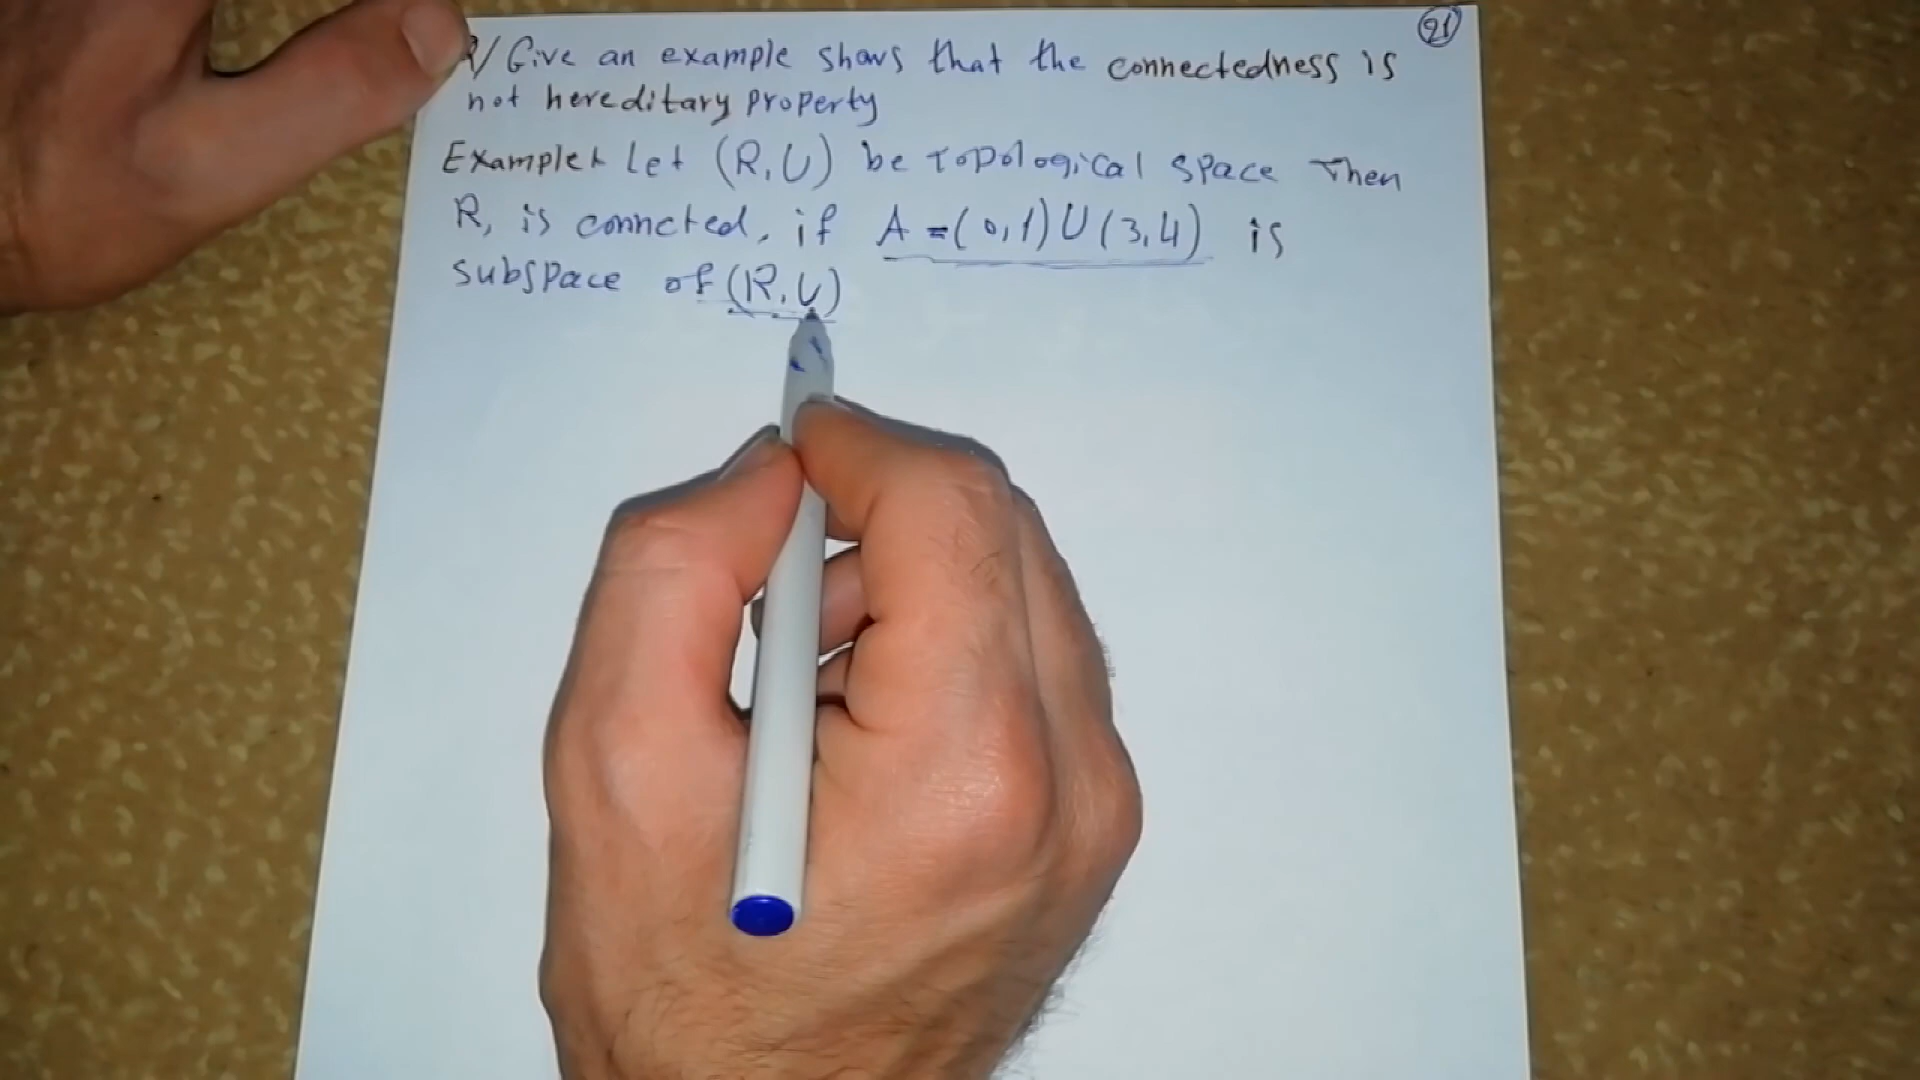 21
Q/ Give an example shows that the connectedness is
not hereditary property
Example: Let (R,U) be topological space Then
R, is conncted, if A=(0,1)U(3,4) is
subspace of (R,U)